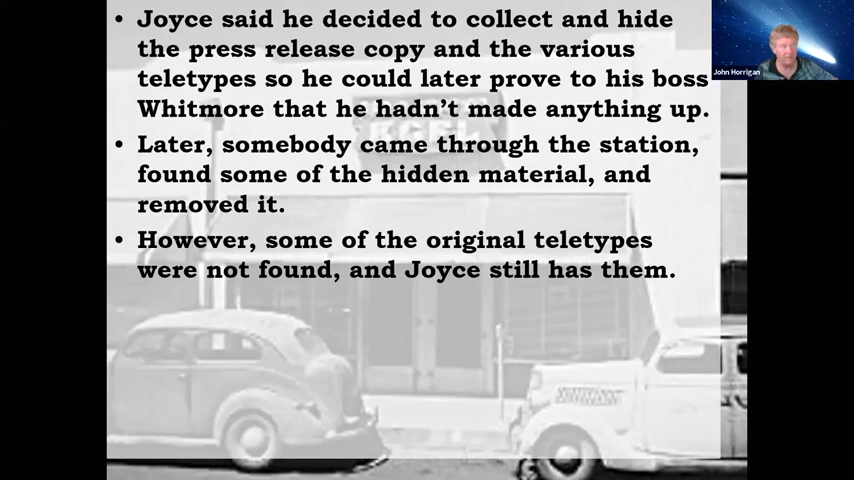 • Joyce said he decided to collect and hide
the press release copy and the various
teletypes so he could later prove to his boss
Whitmore that he hadn't made anything up.
• Later, somebody came through the station,
found some of the hidden material, and
removed it.
• However, some of the original teletypes
were not found, and Joyce still has them.
John Horrigan
KGFL